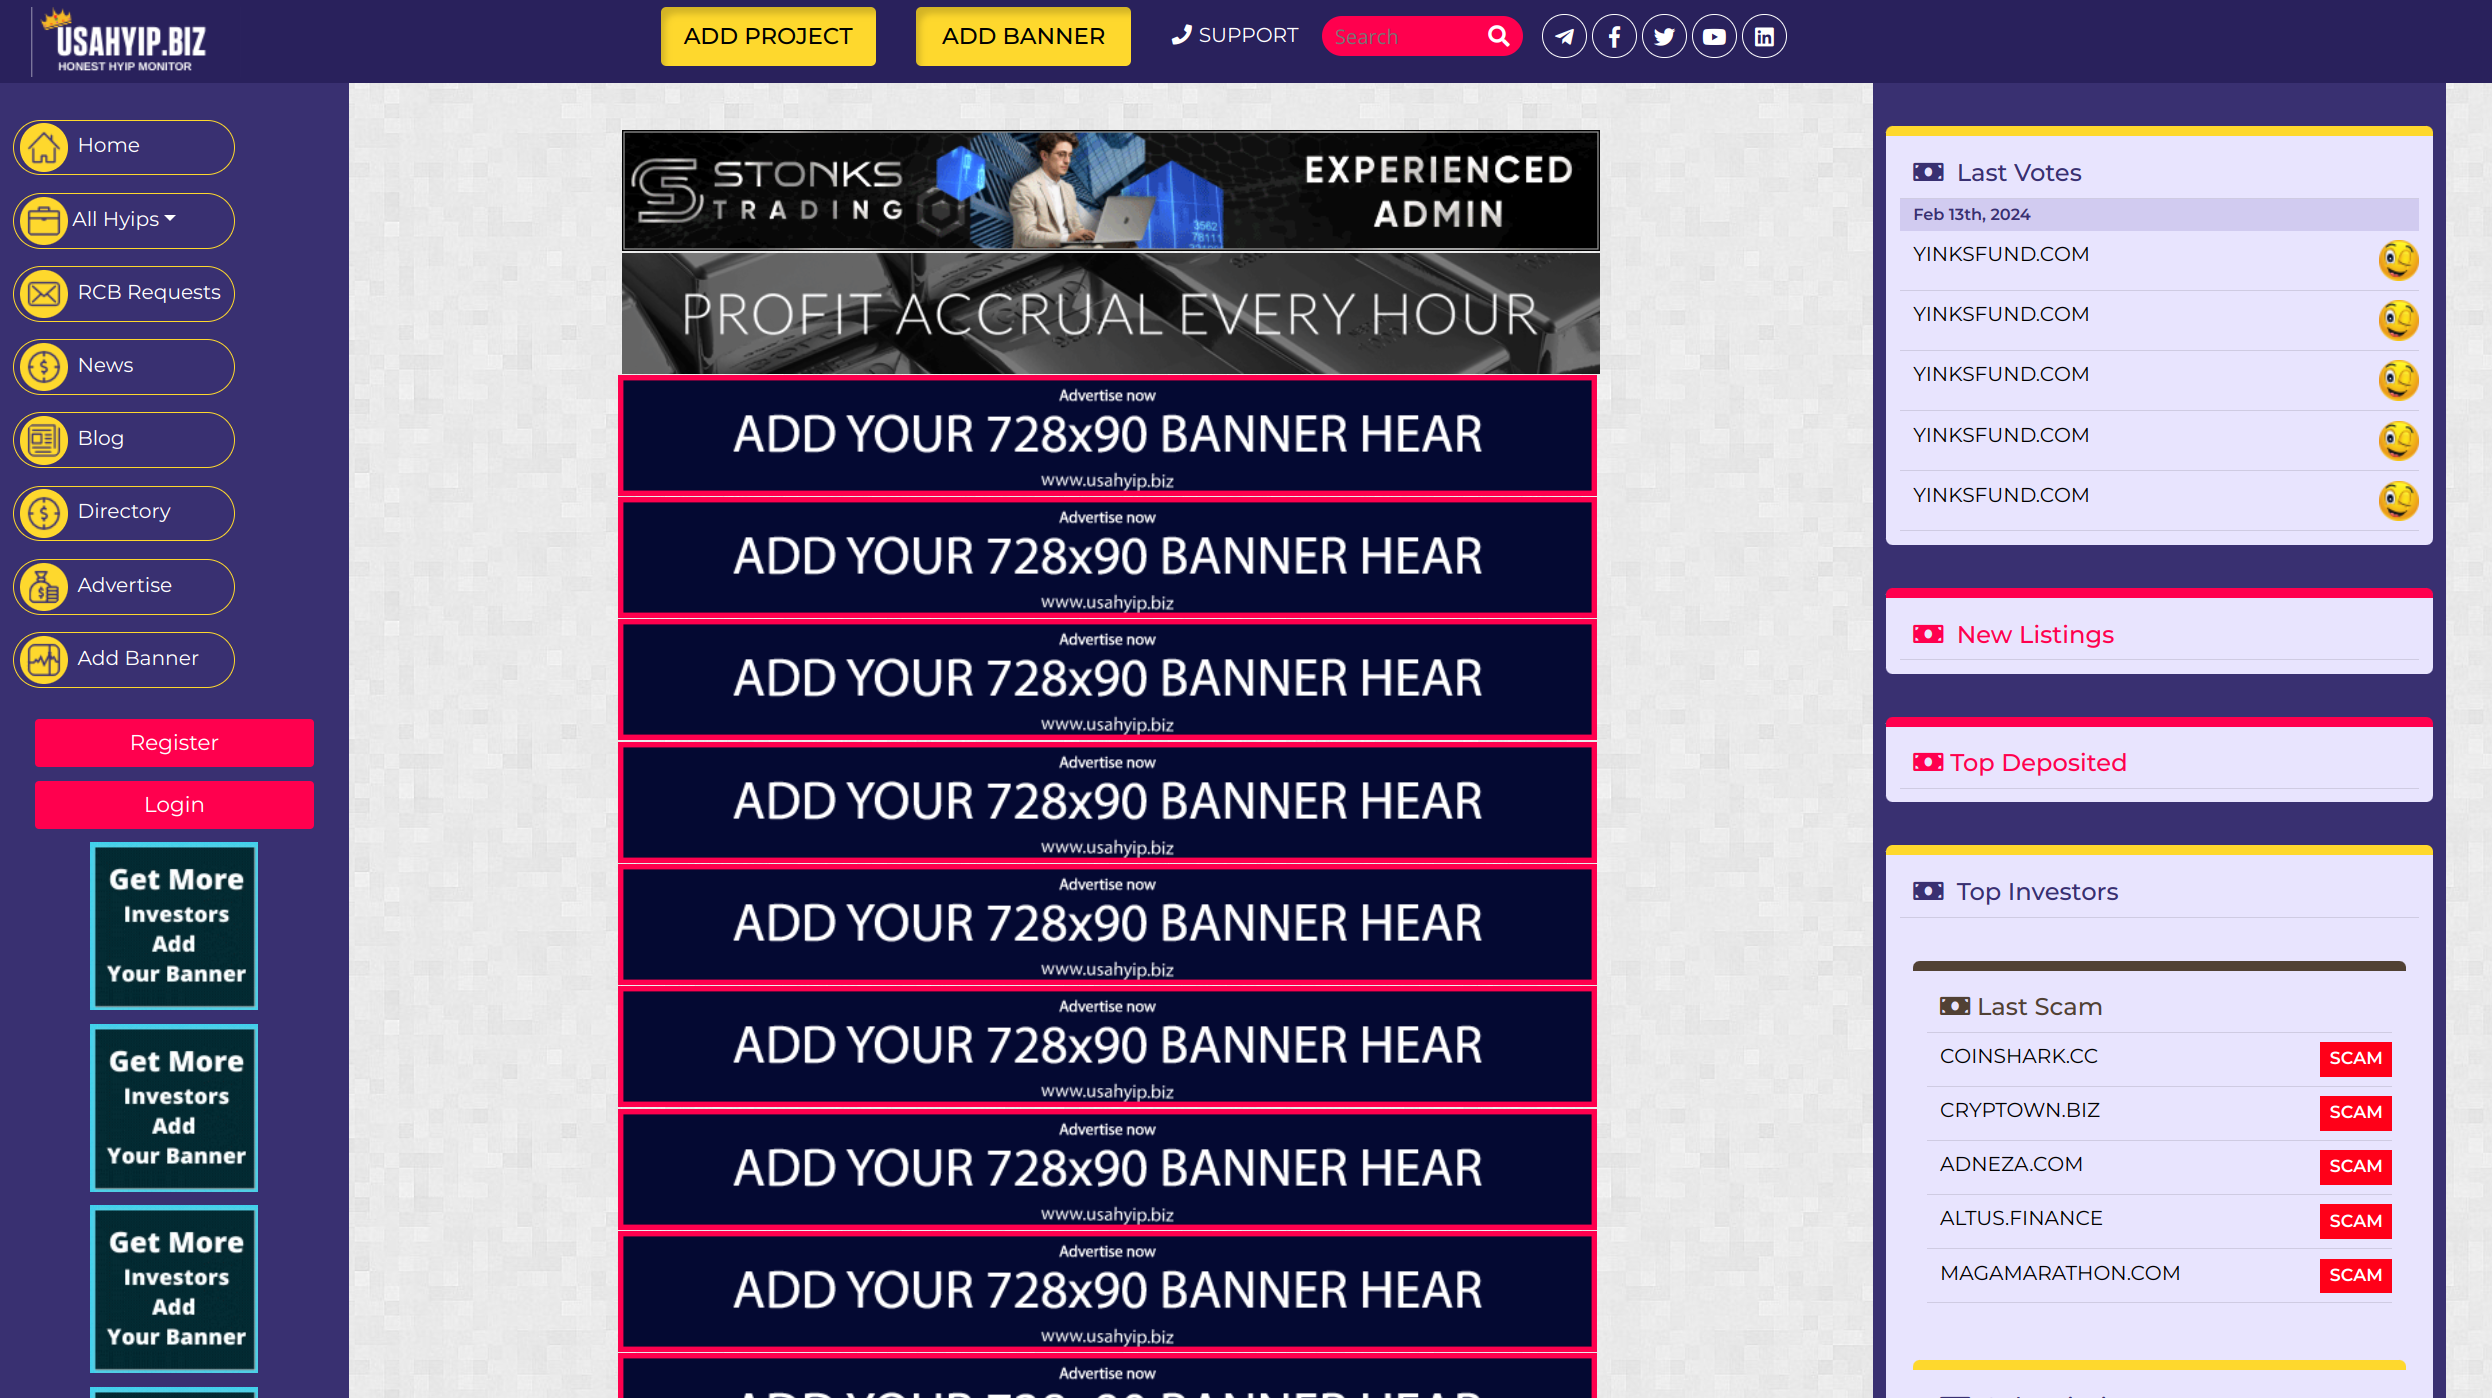 USAHYIP.BIZ
HONEST HYIP MONITOR
ADD PROJECT
ADD BANNER
SUPPORT
Search
Home
All Hyips
RCB Requests
News
Blog
Directory
Advertise
Add Banner
Register
Login
Get More
Investors
Add
Your Banner
Get More
Investors
Add
Your Banner
Get More
Investors
Add
Your Banner
STONKS
TRADING
3562
78111
EXPERIENCED
ADMIN
PROFIT ACCRUAL EVERY HOUR
Advertise now
ADD YOUR 728x90 BANNER HEAR
www.usahyip.biz
Advertise now
ADD YOUR 728x90 BANNER HEAR
www.usahyip.biz
Advertise now
ADD YOUR 728x90 BANNER HEAR
www.usahyip.biz
Advertise now
ADD YOUR 728x90 BANNER HEAR
www.usahyip.biz
Advertise now
ADD YOUR 728x90 BANNER HEAR
www.usahyip.biz
Advertise now
ADD YOUR 728x90 BANNER HEAR
www.usahyip.biz
Advertise now
ADD YOUR 728x90 BANNER HEAR
www.usahyip.biz
Advertise now
ADD YOUR 728x90 BANNER HEAR
www.usahyip.biz
Advertise now
ADD YOUR 728x90 BANNER HEAR
Last Votes
Feb 13th, 2024
YINKSFUND.COM
YINKSFUND.COM
YINKSFUND.COM
YINKSFUND.COM
YINKSFUND.COM
New Listings
Top Deposited
Top Investors
Last Scam
COINSHARK.CC SCAM
CRYPTOWN.BIZ SCAM
ADNEZA.COM SCAM
ALTUS.FINANCE SCAM
MAGAMARATHON.COM SCAM